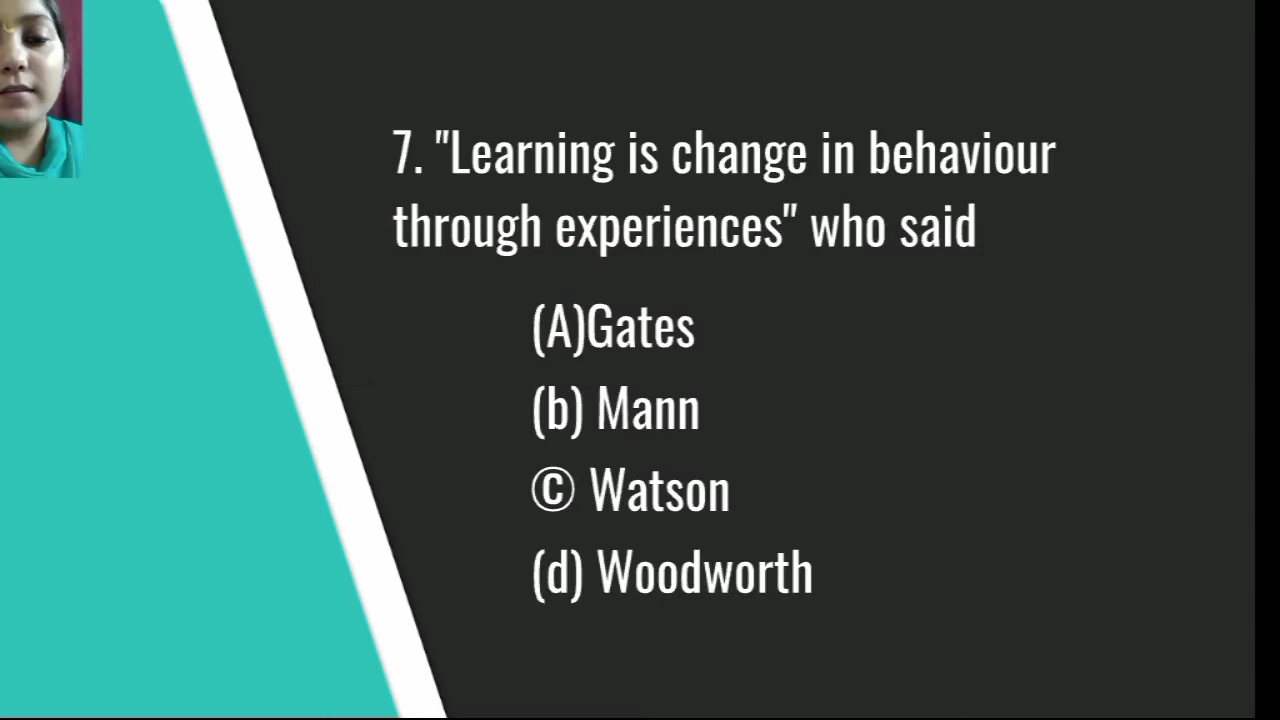 7. "Learning is change in behaviour
through experiences" who said
(A)Gates
(b) Mann
© Watson
(d) Woodworth